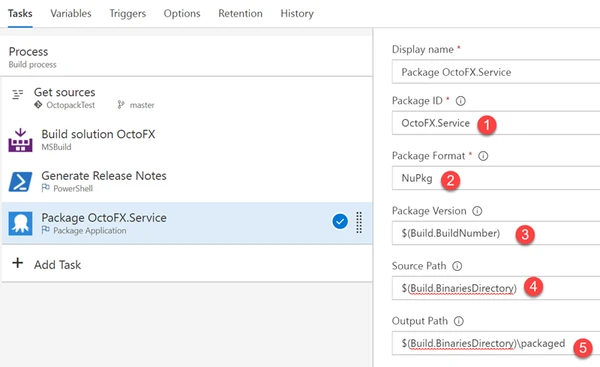 Tasks Variables Triggers Options Retention History
Process
Build process
Get sources
OctopackTest master
Build solution OctoFX
MSBuild
Generate Release Notes
PowerShell
Package OctoFX.Service
Package Application
+ Add Task
Display name *
Package OctoFX.Service
Package ID *
OctoFX.Service 1
Package Format *
NuPkg 2
Package Version
$(Build.BuildNumber) 3
Source Path
$(Build.BinariesDirectory) 4
Output Path
$(Build.BinariesDirectory)\packaged 5